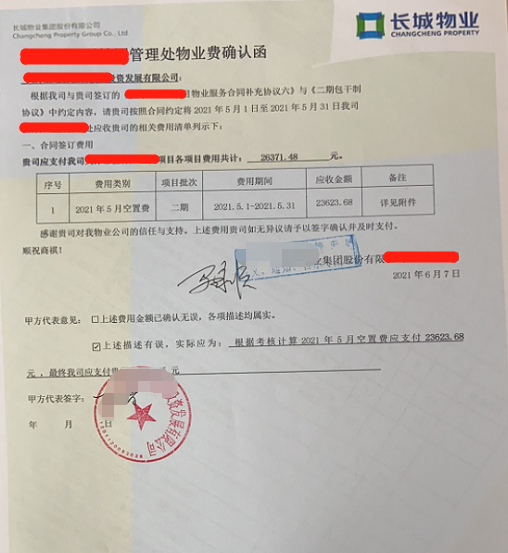 长城物业集团股份有限公司
Changcheng Property Group Co., Ltd.
长城物业
CHANGCHENG PROPERTY
管理处物业费确认函
投资发展有限公司:
根据我司与贵司签订的 物业服务合同补充协议六》与《二期包干制
协议》中约定内容,请贵司按照合同约定将 2021 年 5 月 1 日至 2021 年 5 月 31 日我司
处应收贵司的相关费用清单列示下:
一、合同签订费用
贵司应支付我司 项目各项目费用共计: 26371.48 元。
序号 费用类别 项目批次 费用期间 应收金额 备注
1 2021 年 5 月空置费 二期 2021.5.1-2021.5.31 23623.68 详见附件
感谢贵司对我物业公司的信任与支持。上述费用贵司如无异议请予以签字确认并及时付支。
顺祝商祺!
业集团股份有限
2021 年 6 月 7 日
甲方代表意见: □上述费用金额已确认无误,各项描述均属实。
☑上述描述有误,实际应为: 根据考核计算 2021 年 5 月空置费应支付 23623.68
元 ,最终我司应支付费
甲方代表签字:
年 月 日
发展有限公司